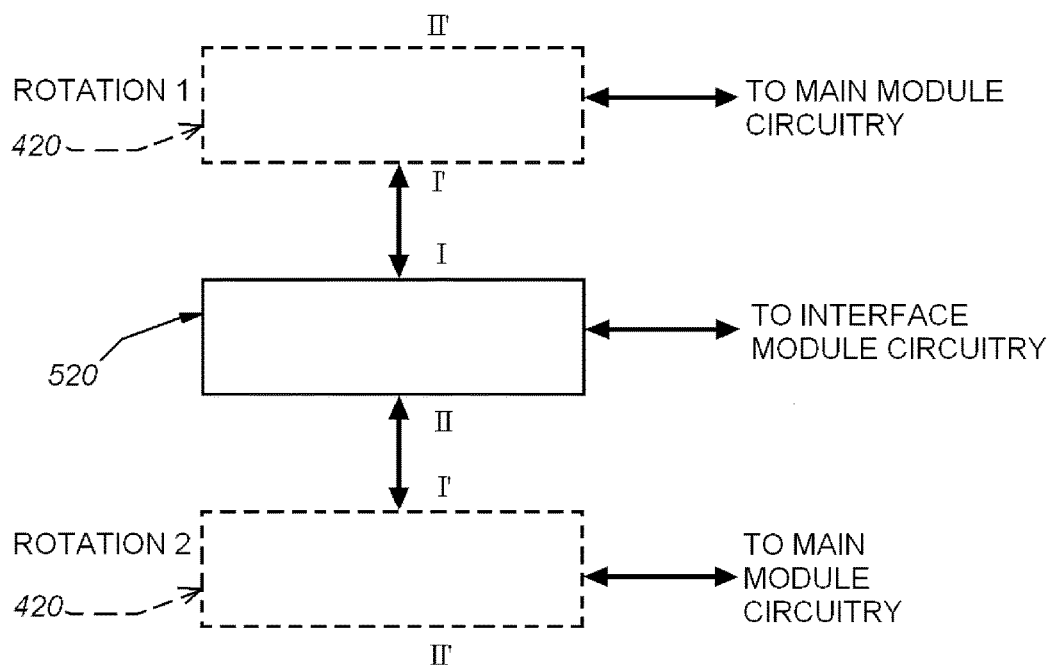 II'
ROTATION 1
TO MAIN MODULE
CIRCUITRY
420
I'
I
TO INTERFACE
MODULE CIRCUITRY
520
II
I'
ROTATION 2
TO MAIN
MODULE
CIRCUITRY
420
II'